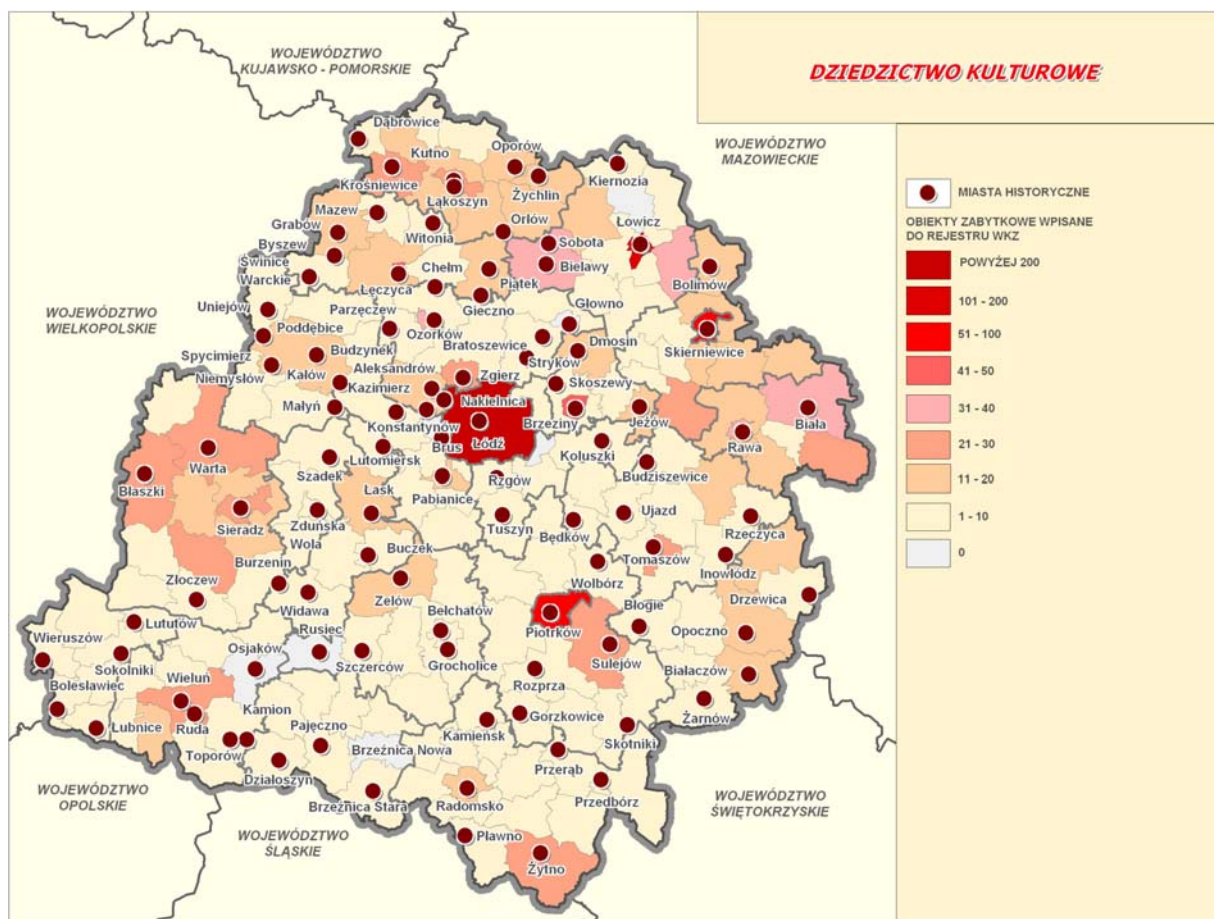 WOJEWÓDZTWO
KUJAWSKO - POMORSKIE
DZIEDZICTWO KULTUROWE
WOJEWÓDZTWO
MAZOWIECKIE
Dąbrowice
Kutno
Oporów
Kiernozia
Krośniewice
Łąkoszyn
Żychlin
Mazew
Orłów
Łowicz
Grabów
Witonia
Byszew
Sobota
Chełm
Bielawy
Świnice
Warckie
Łęczyca
Piątek
Bolimów
Uniejów
Parzęczew
Gieczno
Głowno
Ozorków
Poddębice
Bratoszewice
Dmosin
Skierniewice
Spycimierz
Budzynek
Stryków
Niemysłów
Kałów
Aleksandrów
Zgierz
Skoszewy
Kazimierz
Nakielnica
Małyń
Brzeziny
Jeżów
Biała
Konstantynów
Łódź
Rawa
Brus
Koluszki
Warta
Lutomiersk
Budziszewice
Szadek
Błaszki
Łask
Pabianice
Rzgów
Sieradz
Zduńska
Wola
Tuszyn
Będków
Ujazd
Rzeczyca
Buczek
Tomaszów
Burzenin
Inowłódz
Złoczew
Wolbórz
Widawa
Zelów
Drzewica
Bełchatów
Błogie
Lututów
Rusiec
Piotrków
Opoczno
Wieruszów
Osjaków
Szczerców
Grocholice
Sulejów
Sokolniki
Białaczów
Wieluń
Rozprza
Bolesławiec
Kamion
Żarnów
Łubnice
Ruda
Pajęczno
Gorzkowice
Kamieńsk
Skotniki
Toporów
Brzeźnica Nowa
Działoszyn
Przerąb
Brzeźnica Stara
Radomsko
Przedbórz
Pławno
Żytno
WOJEWÓDZTWO
WIELKOPOLSKIE
WOJEWÓDZTWO
OPOLSKIE
WOJEWÓDZTWO
ŚLĄSKIE
WOJEWÓDZTWO
ŚWIĘTOKRZYSKIE
MIASTA HISTORYCZNE
OBIEKTY ZABYTKOWE WPISANE
DO REJESTRU WKZ
POWYŻEJ 200
101 - 200
51 - 100
41 - 50
31 - 40
21 - 30
11 - 20
1 - 10
0